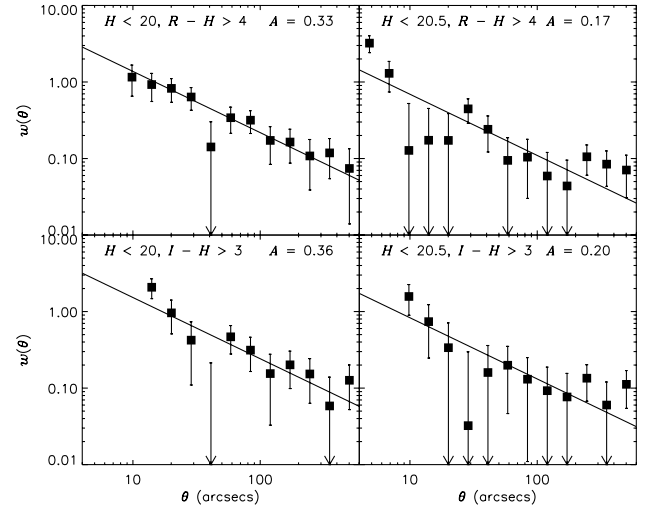 H < 20, R − H > 4 A = 0.33
H < 20.5, R − H > 4 A = 0.17
10.00
1.00
0.10
0.01
w(θ)
H < 20, I − H > 3 A = 0.36
H < 20.5, I − H > 3 A = 0.20
10.00
1.00
0.10
0.01
w(θ)
10 100 10 100
θ (arcsecs) θ (arcsecs)